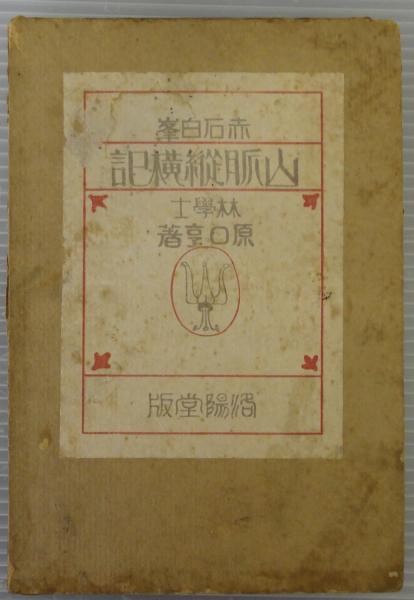 赤石白峯
山脈縱橫記
林學士
原口亨著
洛陽堂版